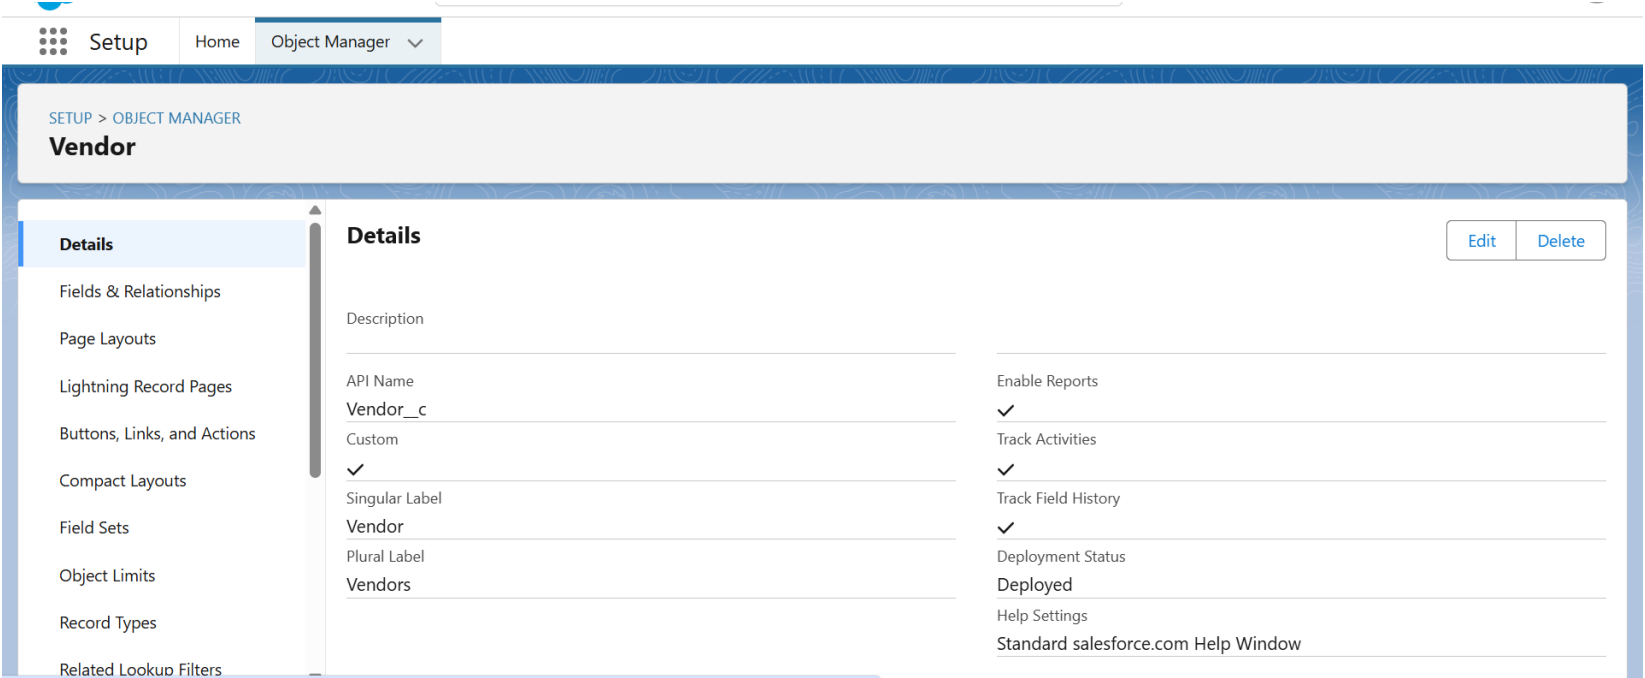 Setup
Home
Object Manager
SETUP > OBJECT MANAGER
Vendor
Details
Fields & Relationships
Page Layouts
Lightning Record Pages
Buttons, Links, and Actions
Compact Layouts
Field Sets
Object Limits
Record Types
Related Lookup Filters
Details
Edit
Delete
Description
API Name
Vendor__c
Custom
Singular Label
Vendor
Plural Label
Vendors
Enable Reports
Track Activities
Track Field History
Deployment Status
Deployed
Help Settings
Standard salesforce.com Help Window